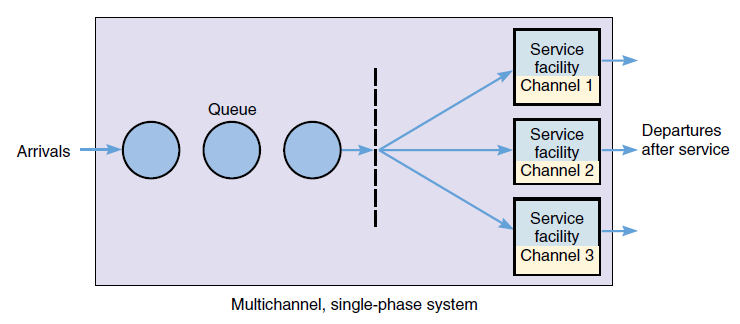 Service
facility
Channel 1
Queue
Arrivals
Service
facility
Channel 2
Departures
after service
Service
facility
Channel 3
Multichannel, single-phase system